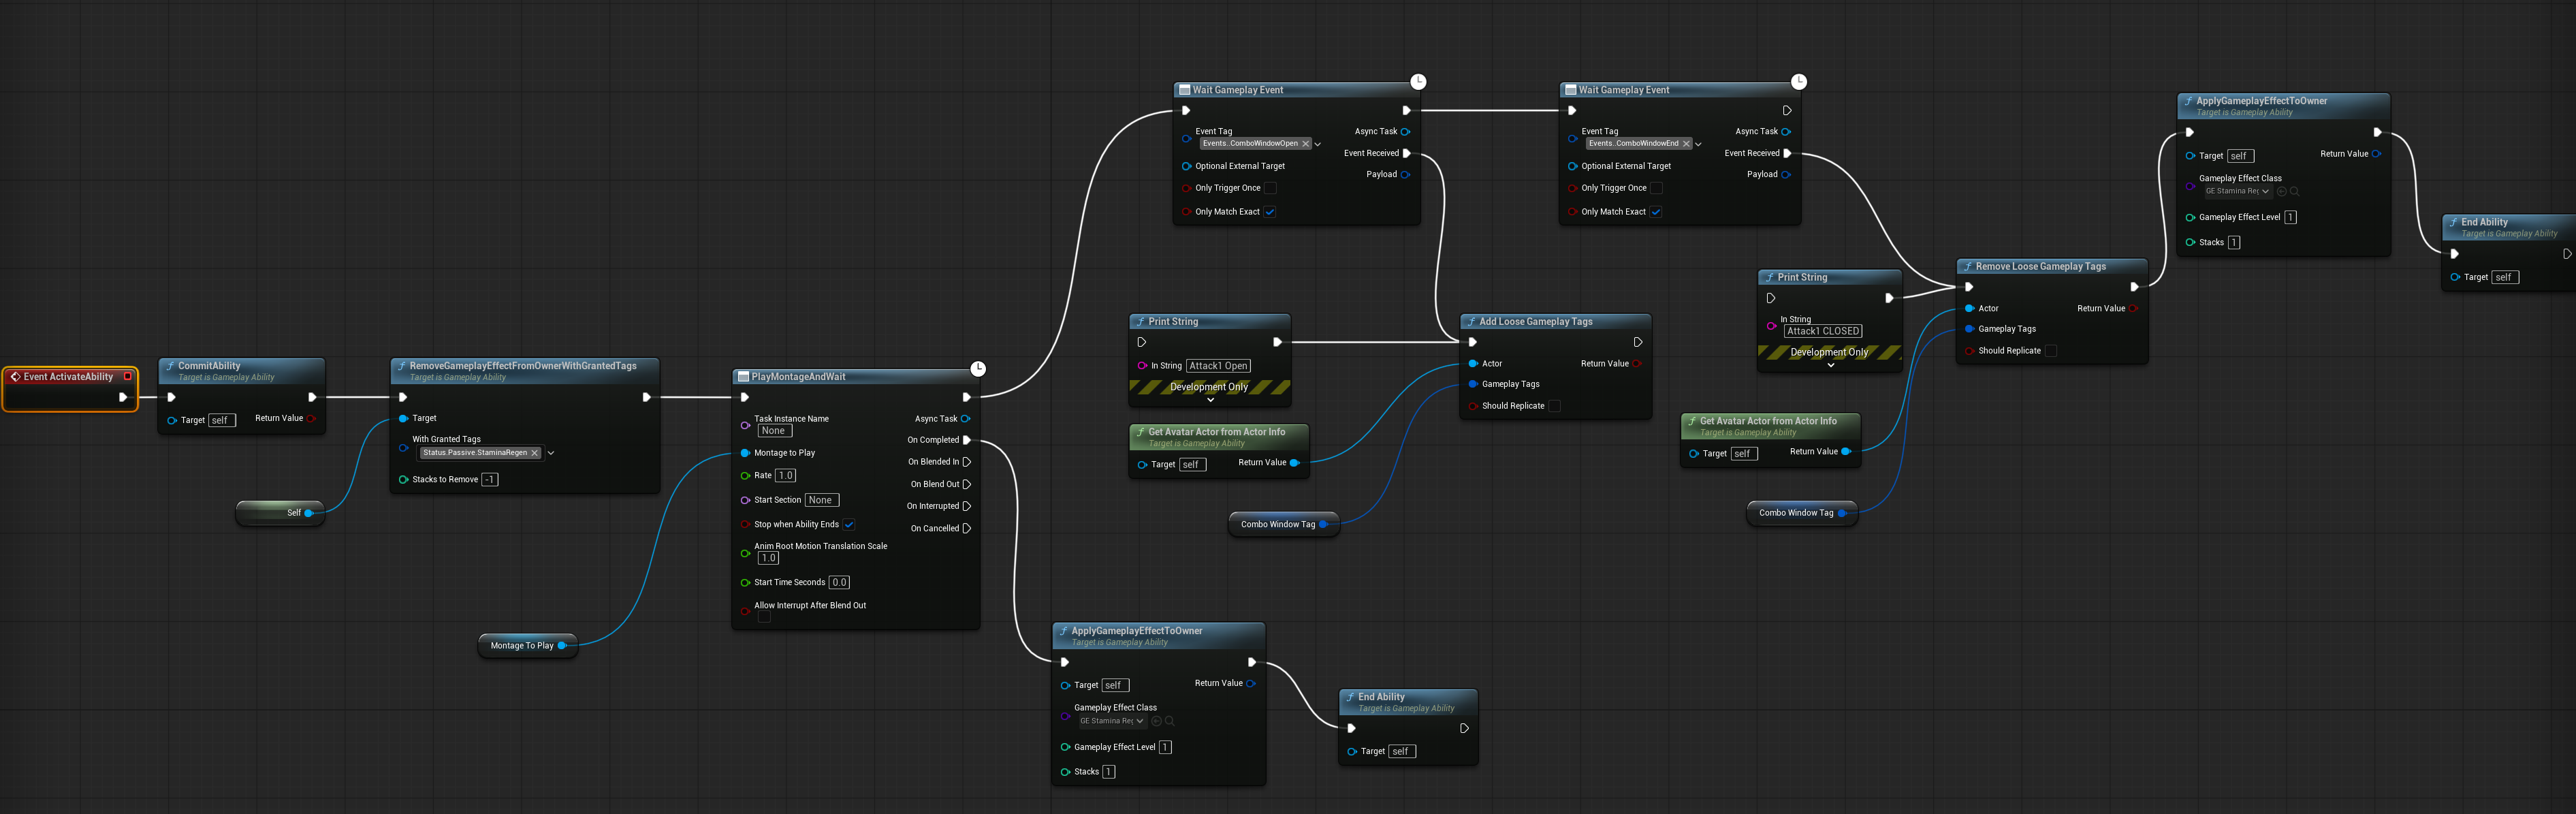 Event ActivateAbility
CommitAbility
Target is Gameplay Ability
Target self
Return Value
RemoveGameplayEffectFromOwnerWithGrantedTags
Target is Gameplay Ability
Target
With Granted Tags
Status.Passive.StaminaRegen
Stacks to Remove -1
Self
Montage To Play
PlayMontageAndWait
Task Instance Name
None
Montage to Play
Rate 1.0
Start Section None
Stop when Ability Ends
Anim Root Motion Translation Scale
1.0
Start Time Seconds 0.0
Allow Interrupt After Blend Out
Async Task
On Completed
On Blended In
On Blend Out
On Interrupted
On Cancelled
Wait Gameplay Event
Event Tag
Events..ComboWindowOpen
Optional External Target
Only Trigger Once
Only Match Exact
Async Task
Event Received
Payload
Wait Gameplay Event
Event Tag
Events..ComboWindowEnd
Optional External Target
Only Trigger Once
Only Match Exact
Async Task
Event Received
Payload
Print String
In String Attack1 Open
Development Only
Get Avatar Actor from Actor Info
Target is Gameplay Ability
Target self
Return Value
Combo Window Tag
Add Loose Gameplay Tags
Actor
Gameplay Tags
Should Replicate
Return Value
Print String
In String
Attack1 CLOSED
Development Only
Get Avatar Actor from Actor Info
Target is Gameplay Ability
Target self
Return Value
Combo Window Tag
Remove Loose Gameplay Tags
Actor
Gameplay Tags
Should Replicate
Return Value
ApplyGameplayEffectToOwner
Target is Gameplay Ability
Target self
Return Value
Gameplay Effect Class
GE Stamina Reg
Gameplay Effect Level 1
Stacks 1
End Ability
Target is Gameplay Ability
Target self
ApplyGameplayEffectToOwner
Target is Gameplay Ability
Target self
Return Value
Gameplay Effect Class
GE Stamina Reg
Gameplay Effect Level 1
Stacks 1
End Ability
Target is Gameplay Ability
Target self